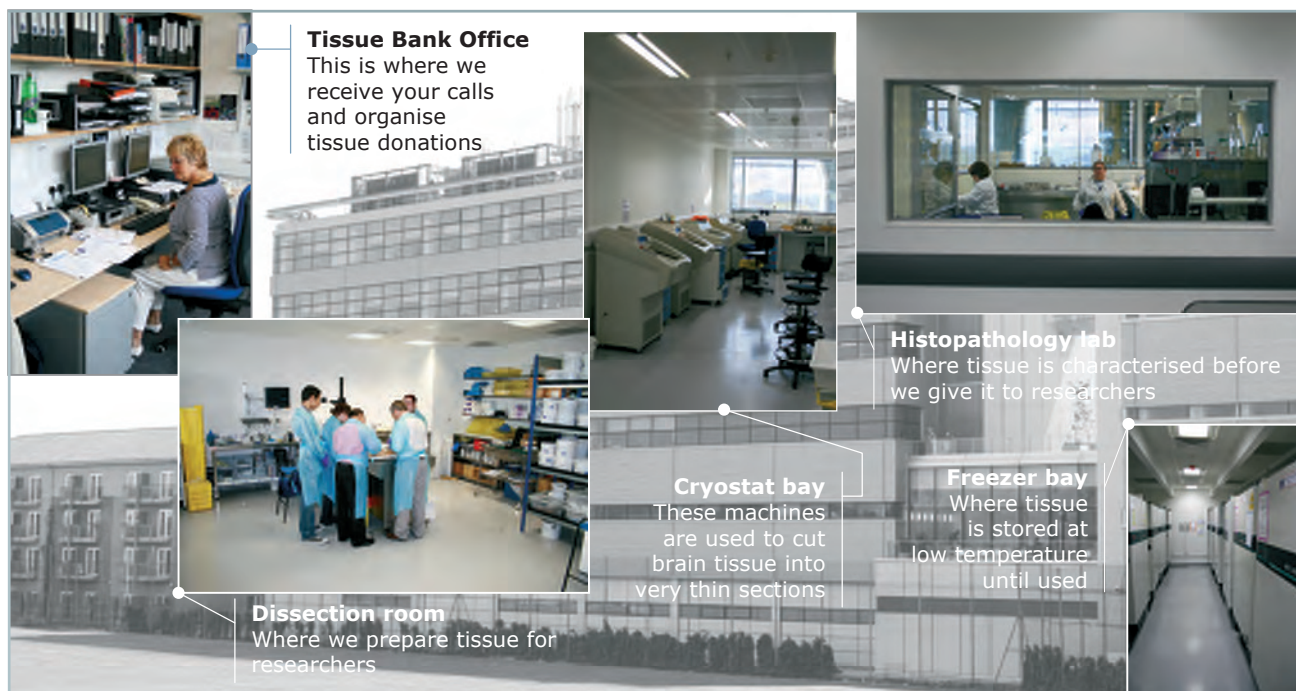 Tissue Bank Office
This is where we
receive your calls
and organise
tissue donations
Histopathology lab
Where tissue is characterised before
we give it to researchers
Cryostat bay
These machines
are used to cut
brain tissue into
very thin sections
Freezer bay
Where tissue
is stored at
low temperature
until used
Dissection room
Where we prepare tissue for
researchers